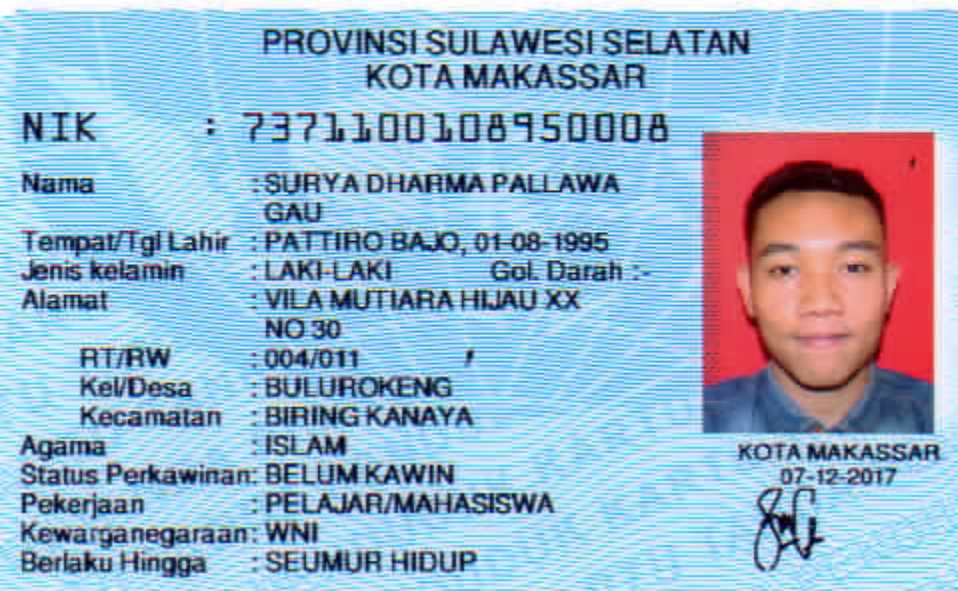 PROVINSI SULAWESI SELATAN
KOTA MAKASSAR
NIK : 7371100108950008
Nama : SURYA DHARMA PALLAWA
GAU
Tempat/Tgl Lahir : PATTIRO BAJO, 01-08-1995
Jenis kelamin : LAKI-LAKI Gol. Darah :-
Alamat : VILA MUTIARA HIJAU XX
NO 30
RT/RW : 004/011
Kel/Desa : BULUROKENG
Kecamatan : BIRING KANAYA
Agama : ISLAM
Status Perkawinan: BELUM KAWIN
Pekerjaan : PELAJAR/MAHASISWA
Kewarganegaraan: WNI
Berlaku Hingga : SEUMUR HIDUP
KOTA MAKASSAR
07-12-2017